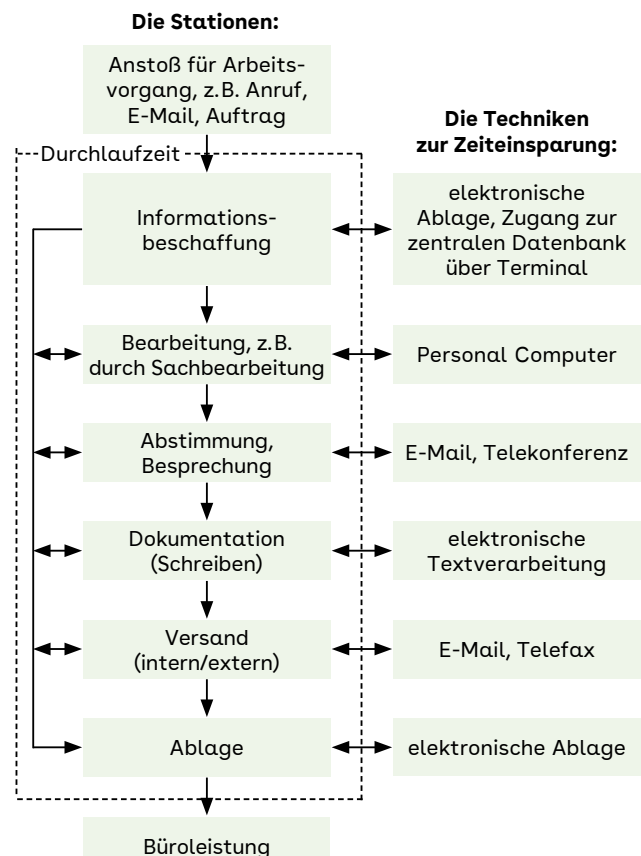 Die Stationen:
Anstoß für Arbeits-
vorgang, z.B. Anruf,
E-Mail, Auftrag
Die Techniken
zur Zeiteinsparung:
Durchlaufzeit
Informations-
beschaffung
elektronische
Ablage, Zugang zur
zentralen Datenbank
über Terminal
Bearbeitung, z.B.
durch Sachbearbeitung
Personal Computer
Abstimmung,
Besprechung
E-Mail, Telekonferenz
Dokumentation
(Schreiben)
elektronische
Textverarbeitung
Versand
(intern/extern)
E-Mail, Telefax
Ablage
elektronische Ablage
Büroleistung